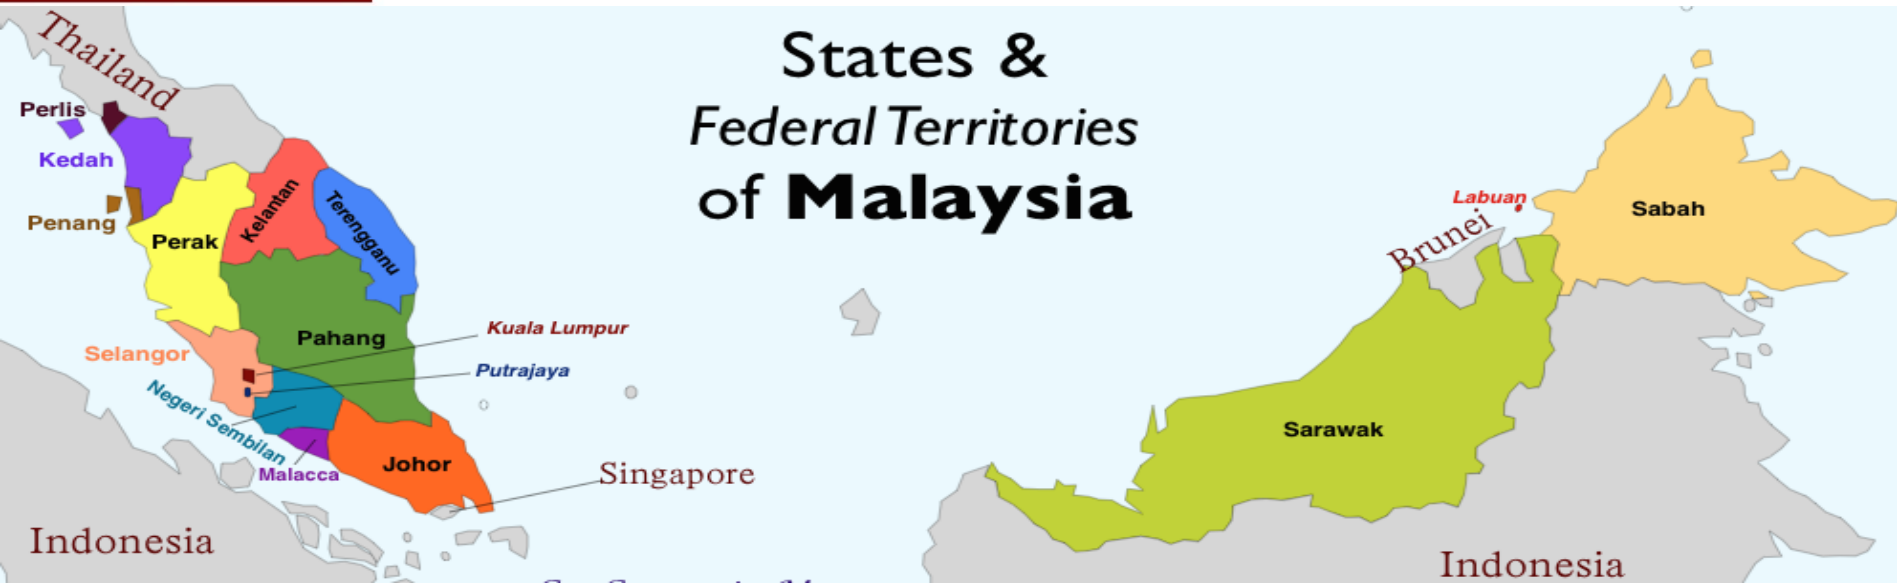 States &
Federal Territories
of Malaysia
Thailand
Perlis
Kedah
Penang
Perak
Kelantan
Terengganu
Pahang
Kuala Lumpur
Selangor
Putrajaya
Negeri Sembilan
Malacca
Johor
Singapore
Indonesia
Labuan
Brunei
Sabah
Sarawak
Indonesia